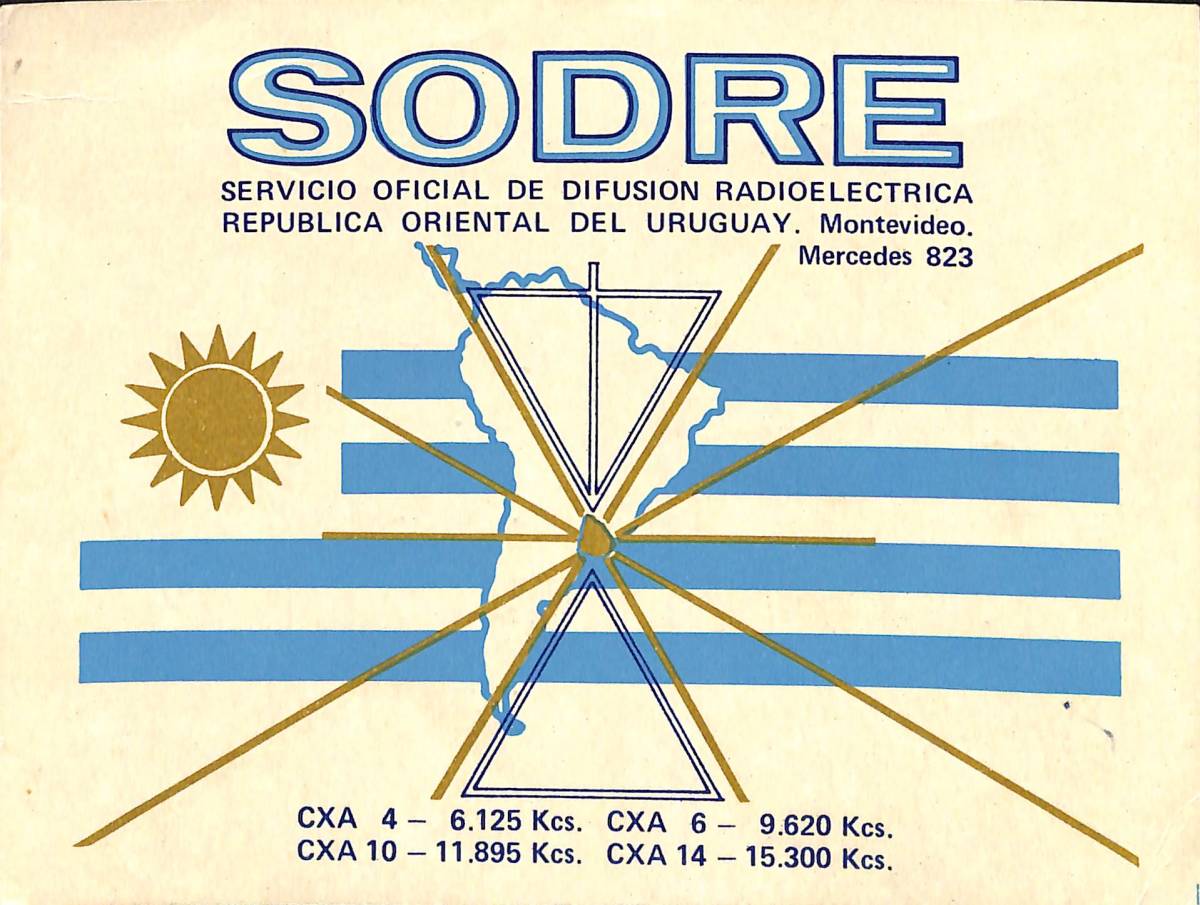 SODRE
SERVICIO OFICIAL DE DIFUSION RADIOELECTRICA
REPUBLICA ORIENTAL DEL URUGUAY. Montevideo.
Mercedes 823
CXA 4 – 6.125 Kcs. CXA 6 – 9.620 Kcs.
CXA 10 – 11.895 Kcs. CXA 14 – 15.300 Kcs.